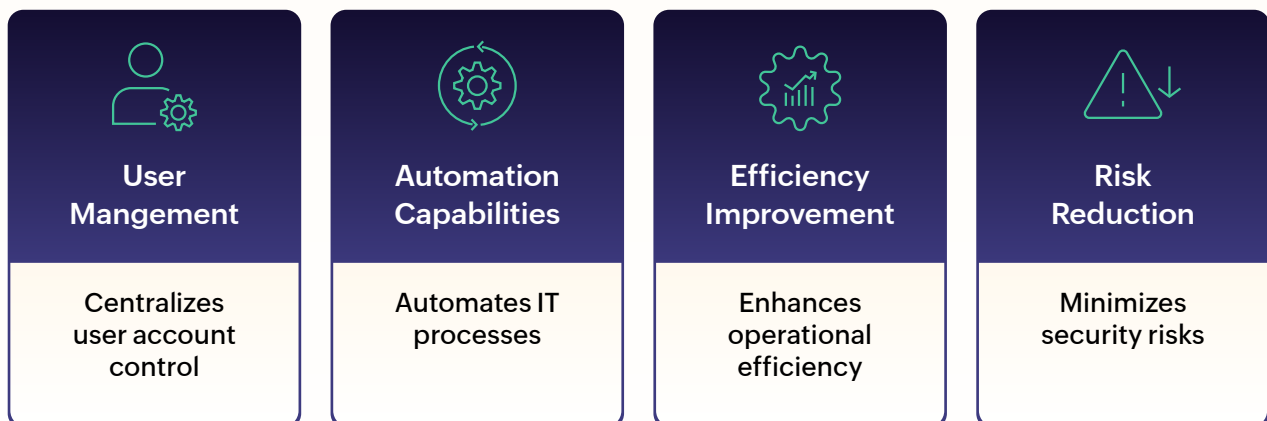 User
Mangement
Centralizes
user account
control
Automation
Capabilities
Automates IT
processes
Efficiency
Improvement
Enhances
operational
efficiency
Risk
Reduction
Minimizes
security risks